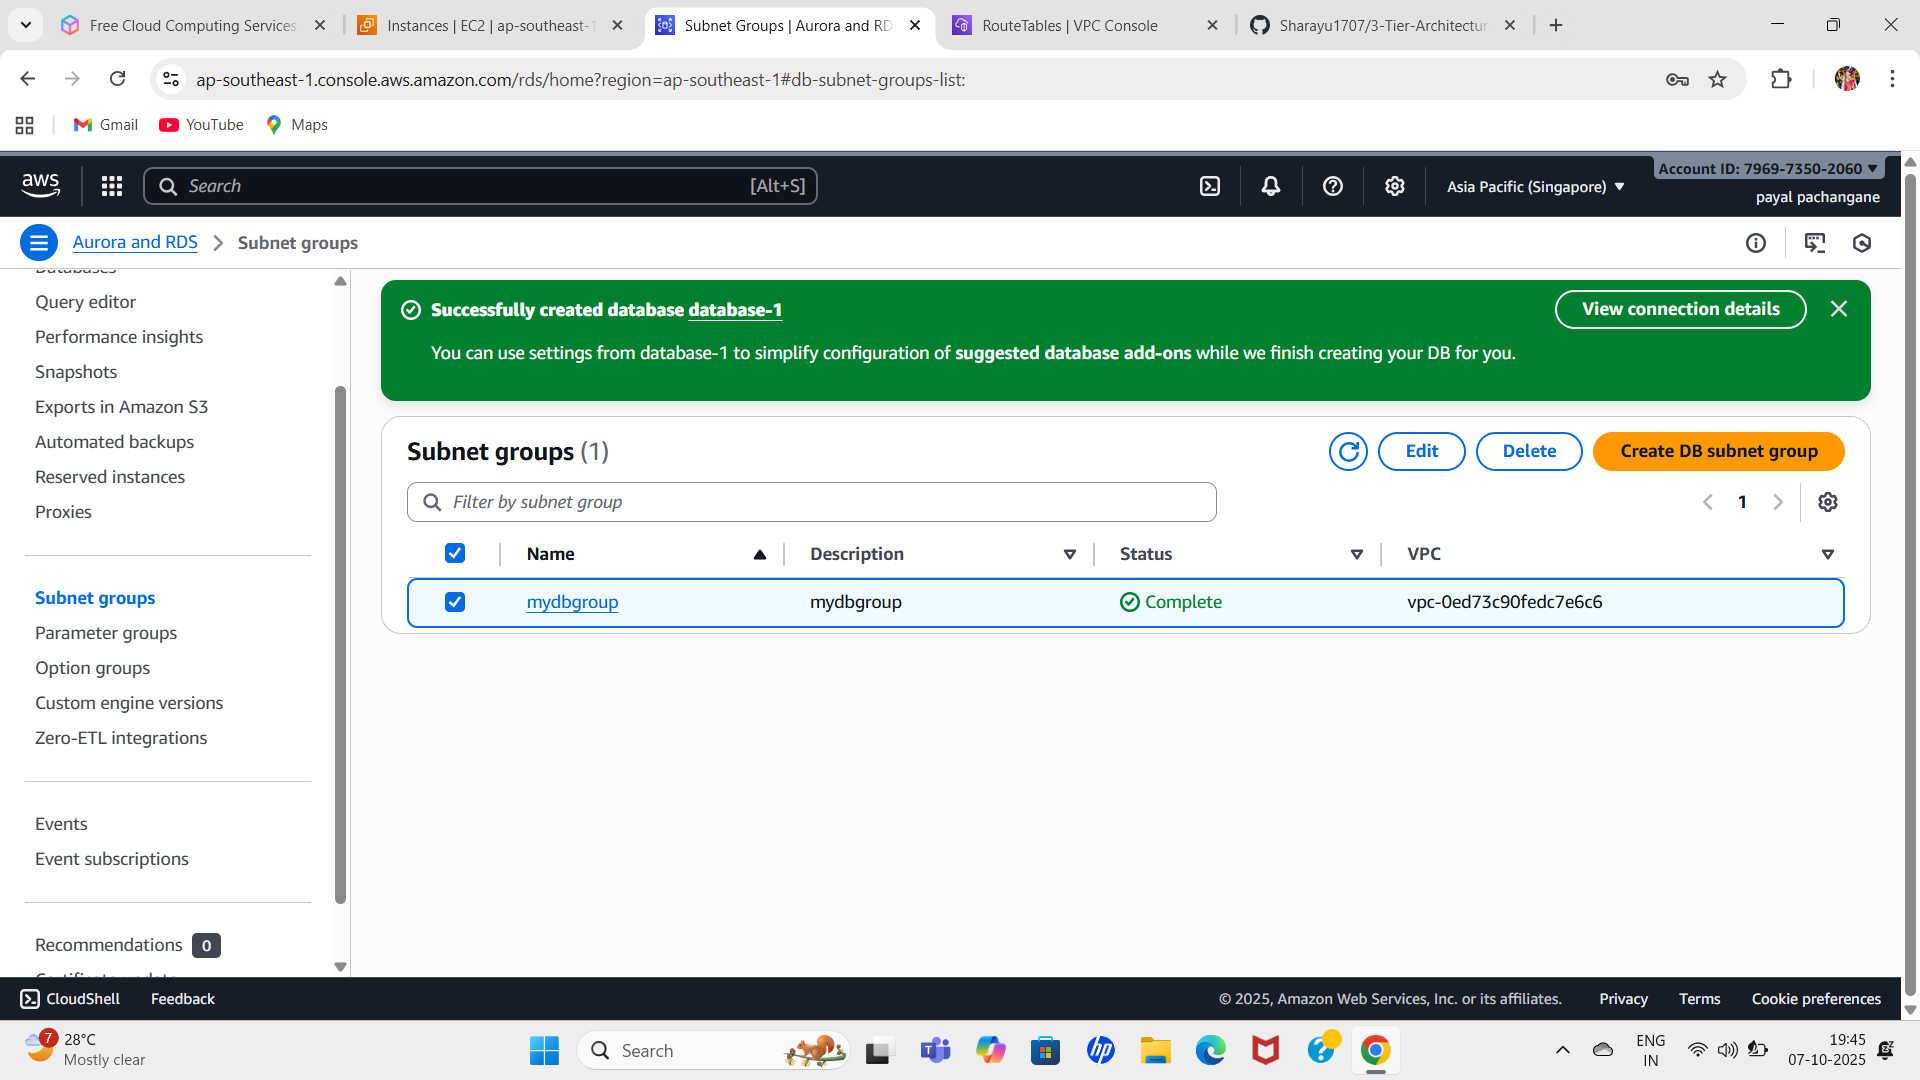 Free Cloud Computing Services
Instances | EC2 | ap-southeast-1
Subnet Groups | Aurora and RD
RouteTables | VPC Console
Sharayu1707/3-Tier-Architectur
ap-southeast-1.console.aws.amazon.com/rds/home?region=ap-southeast-1#db-subnet-groups-list:
Gmail
YouTube
Maps
aws
Search
[Alt+S]
Asia Pacific (Singapore)
Account ID: 7969-7350-2060
payal pachangane
Aurora and RDS
Subnet groups
Databases
Query editor
Performance insights
Snapshots
Exports in Amazon S3
Automated backups
Reserved instances
Proxies
Subnet groups
Parameter groups
Option groups
Custom engine versions
Zero-ETL integrations
Events
Event subscriptions
Recommendations 0
Certificate update
Successfully created database database-1
View connection details
You can use settings from database-1 to simplify configuration of suggested database add-ons while we finish creating your DB for you.
Subnet groups (1)
Edit
Delete
Create DB subnet group
Filter by subnet group
1
Name
Description
Status
VPC
mydbgroup
mydbgroup
Complete
vpc-0ed73c90fedc7e6c6
CloudShell
Feedback
© 2025, Amazon Web Services, Inc. or its affiliates.
Privacy
Terms
Cookie preferences
7
28°C
Mostly clear
Search
ENG
IN
19:45
07-10-2025